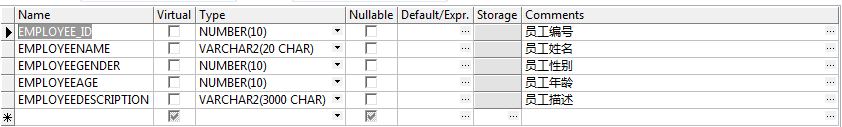 Name Virtual Type Nullable Default/Expr. Storage Comments
EMPLOYEE_ID NUMBER(10) ... 员工编号 ...
EMPLOYEENAME VARCHAR2(20 CHAR) ... 员工姓名 ...
EMPLOYEEGENDER NUMBER(10) ... 员工性别 ...
EMPLOYEEAGE NUMBER(10) ... 员工年龄 ...
EMPLOYEEDESCRIPTION VARCHAR2(3000 CHAR) ... 员工描述 ...
* ... ... ...